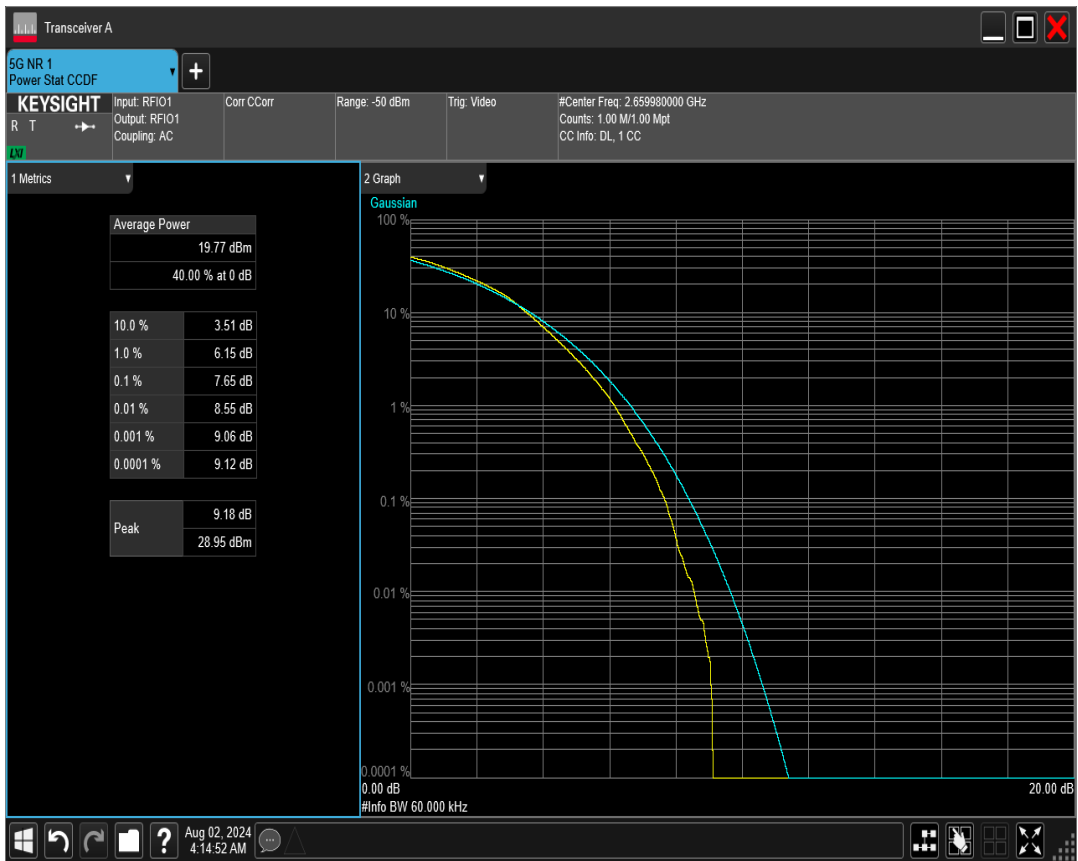 Transceiver A
5G NR 1
Power Stat CCDF
+
KEYSIGHT
R T
LXI
Input: RFIO1
Output: RFIO1
Coupling: AC
Corr CCorr
Range: -50 dBm
Trig: Video
#Center Freq: 2.659980000 GHz
Counts: 1.00 M/1.00 Mpt
CC Info: DL, 1 CC
1 Metrics
Average Power
19.77 dBm
40.00 % at 0 dB
10.0 % 3.51 dB
1.0 % 6.15 dB
0.1 % 7.65 dB
0.01 % 8.55 dB
0.001 % 9.06 dB
0.0001 % 9.12 dB
Peak
9.18 dB
28.95 dBm
2 Graph
Gaussian
100 %
10 %
1 %
0.1 %
0.01 %
0.001 %
0.0001 %
0.00 dB
20.00 dB
#Info BW 60.000 kHz
?
Aug 02, 2024
4:14:52 AM